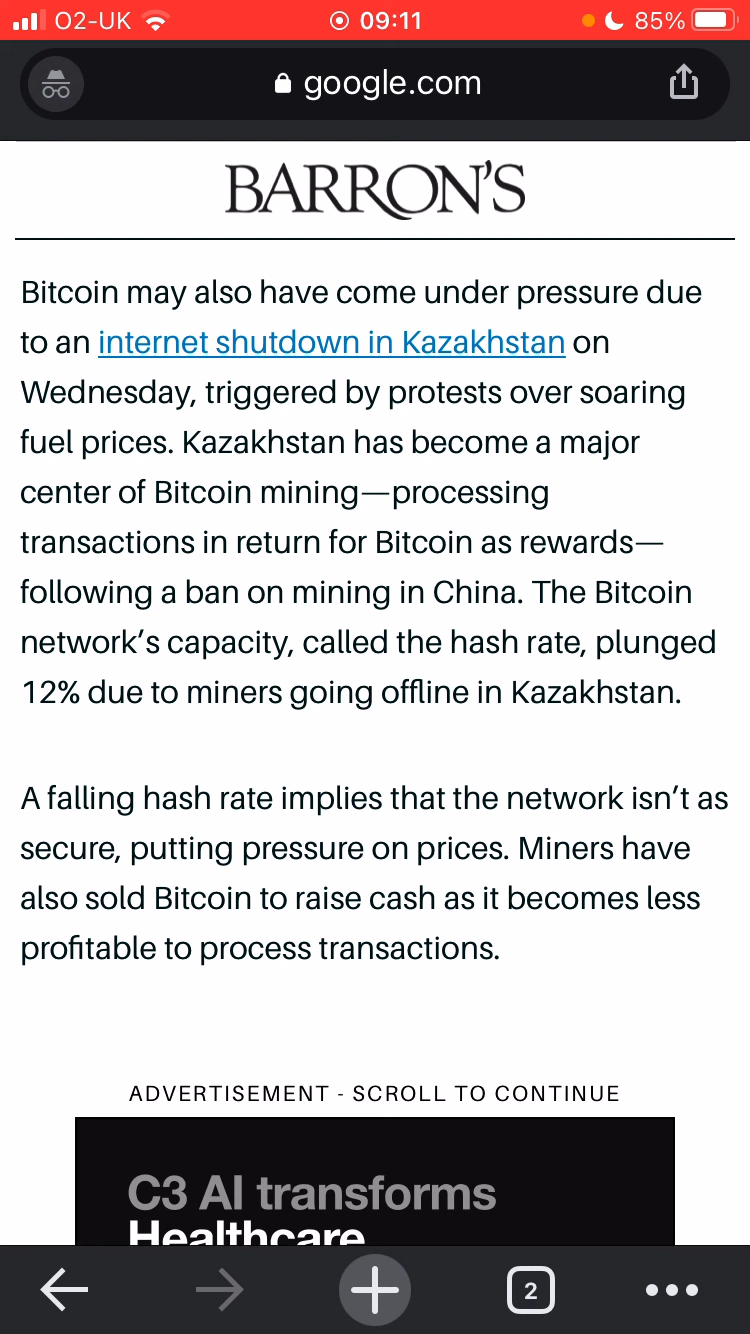 O2-UK 09:11 85%
google.com
BARRON'S
Bitcoin may also have come under pressure due
to an internet shutdown in Kazakhstan on
Wednesday, triggered by protests over soaring
fuel prices. Kazakhstan has become a major
center of Bitcoin mining—processing
transactions in return for Bitcoin as rewards—
following a ban on mining in China. The Bitcoin
network’s capacity, called the hash rate, plunged
12% due to miners going offline in Kazakhstan.
A falling hash rate implies that the network isn’t as
secure, putting pressure on prices. Miners have
also sold Bitcoin to raise cash as it becomes less
profitable to process transactions.
ADVERTISEMENT - SCROLL TO CONTINUE
C3 AI transforms
Healthcare
2